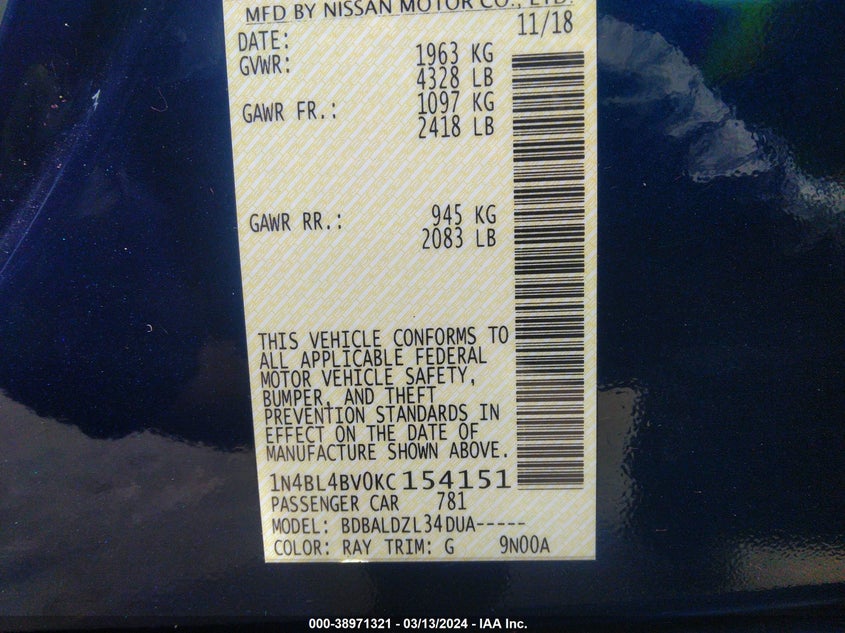 MFD BY NISSAN MOTOR CO., LTD.
DATE: 11/18
GVWR: 1963 KG
4328 LB
GAWR FR.: 1097 KG
2418 LB
GAWR RR.: 945 KG
2083 LB
THIS VEHICLE CONFORMS TO
ALL APPLICABLE FEDERAL
MOTOR VEHICLE SAFETY,
BUMPER, AND THEFT
PREVENTION STANDARDS IN
EFFECT ON THE DATE OF
MANUFACTURE SHOWN ABOVE.
1N4BL4BV0KC154151
PASSENGER CAR 781
MODEL: BDBALDZL34DUA-----
COLOR: RAY TRIM: G 9N00A
000-38971321 - 03/13/2024 - IAA Inc.